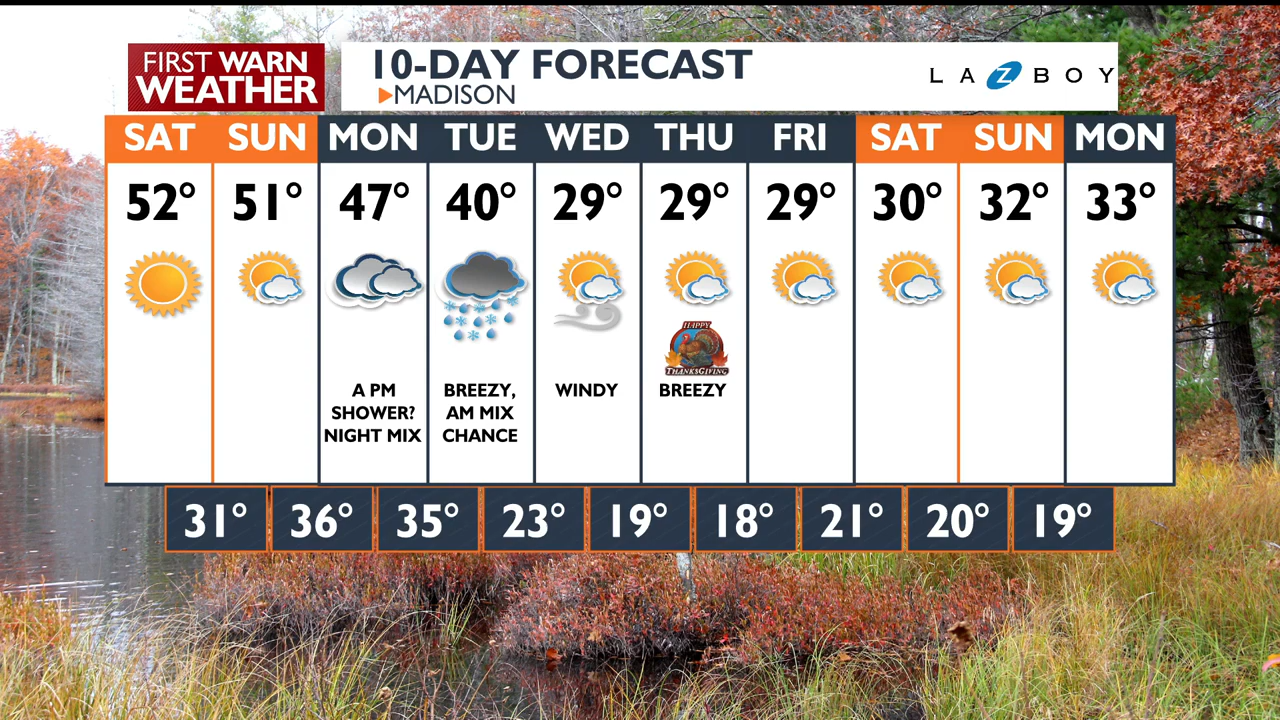 FIRST WARN
WEATHER
10-DAY FORECAST
MADISON
LA Z BOY
SAT SUN MON TUE WED THU FRI SAT SUN MON
52° 51° 47° 40° 29° 29° 29° 30° 32° 33°
HAPPY
THANKSGIVING
A PM
SHOWER?
NIGHT MIX
BREEZY,
AM MIX
CHANCE
WINDY
BREEZY
31° 36° 35° 23° 19° 18° 21° 20° 19°